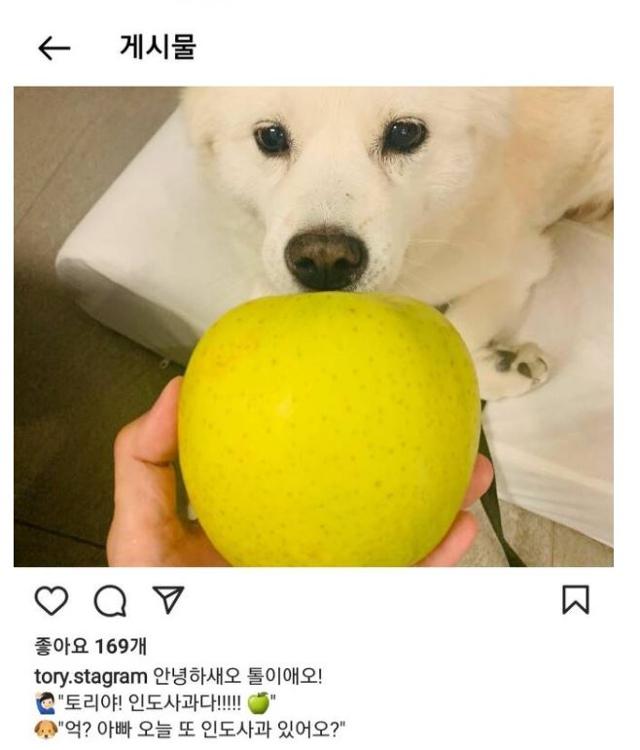 게시물
좋아요 169개
tory.stagram 안녕하새오 톨이애오!
🙋🏻‍♂️"토리야! 인도사과다!!!!! 🍏"
🐶"억? 아빠 오늘 또 인도사과 있어오?"